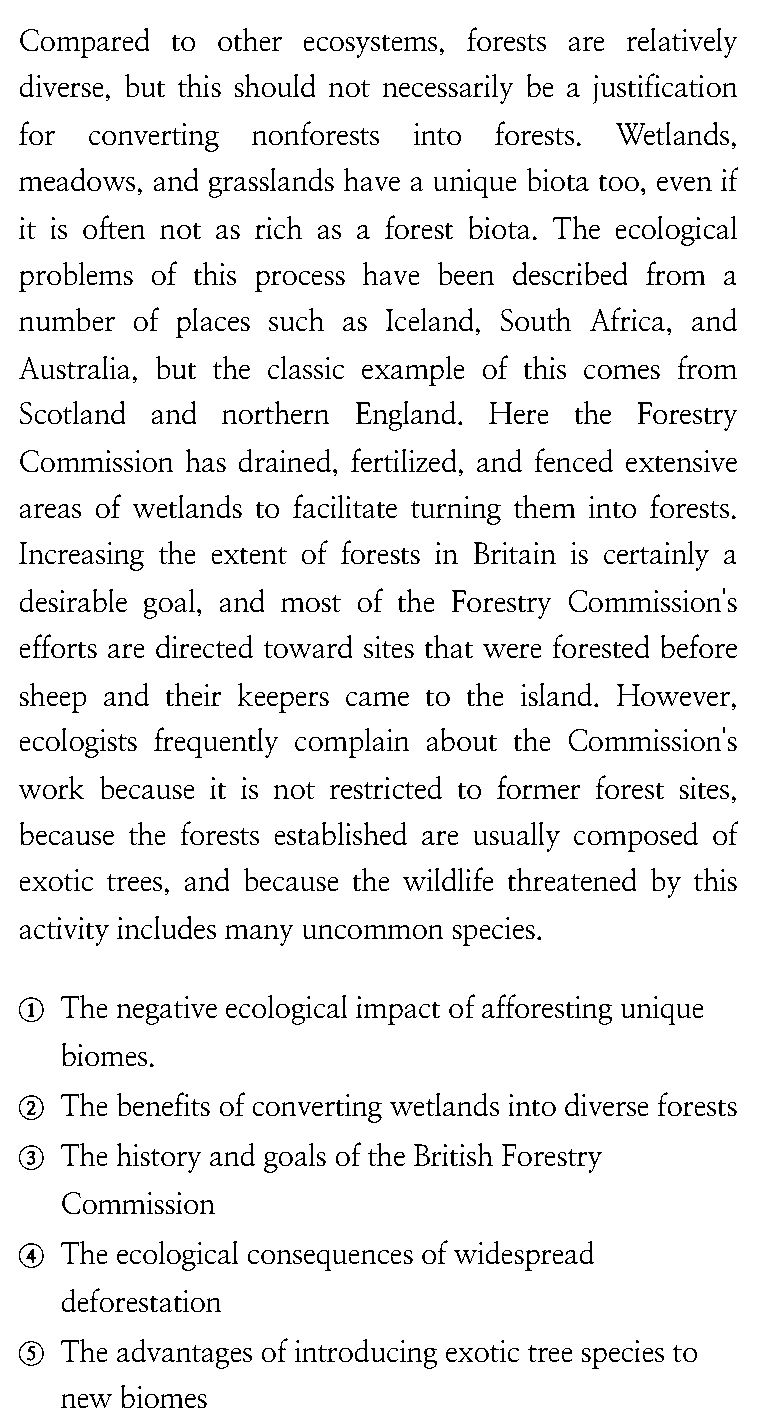 Compared to other ecosystems, forests are relatively
diverse, but this should not necessarily be a justification
for converting nonforests into forests. Wetlands,
meadows, and grasslands have a unique biota too, even if
it is often not as rich as a forest biota. The ecological
problems of this process have been described from a
number of places such as Iceland, South Africa, and
Australia, but the classic example of this comes from
Scotland and northern England. Here the Forestry
Commission has drained, fertilized, and fenced extensive
areas of wetlands to facilitate turning them into forests.
Increasing the extent of forests in Britain is certainly a
desirable goal, and most of the Forestry Commission's
efforts are directed toward sites that were forested before
sheep and their keepers came to the island. However,
ecologists frequently complain about the Commission's
work because it is not restricted to former forest sites,
because the forests established are usually composed of
exotic trees, and because the wildlife threatened by this
activity includes many uncommon species.
① The negative ecological impact of afforesting unique
biomes.
② The benefits of converting wetlands into diverse forests
③ The history and goals of the British Forestry
Commission
④ The ecological consequences of widespread
deforestation
⑤ The advantages of introducing exotic tree species to
new biomes